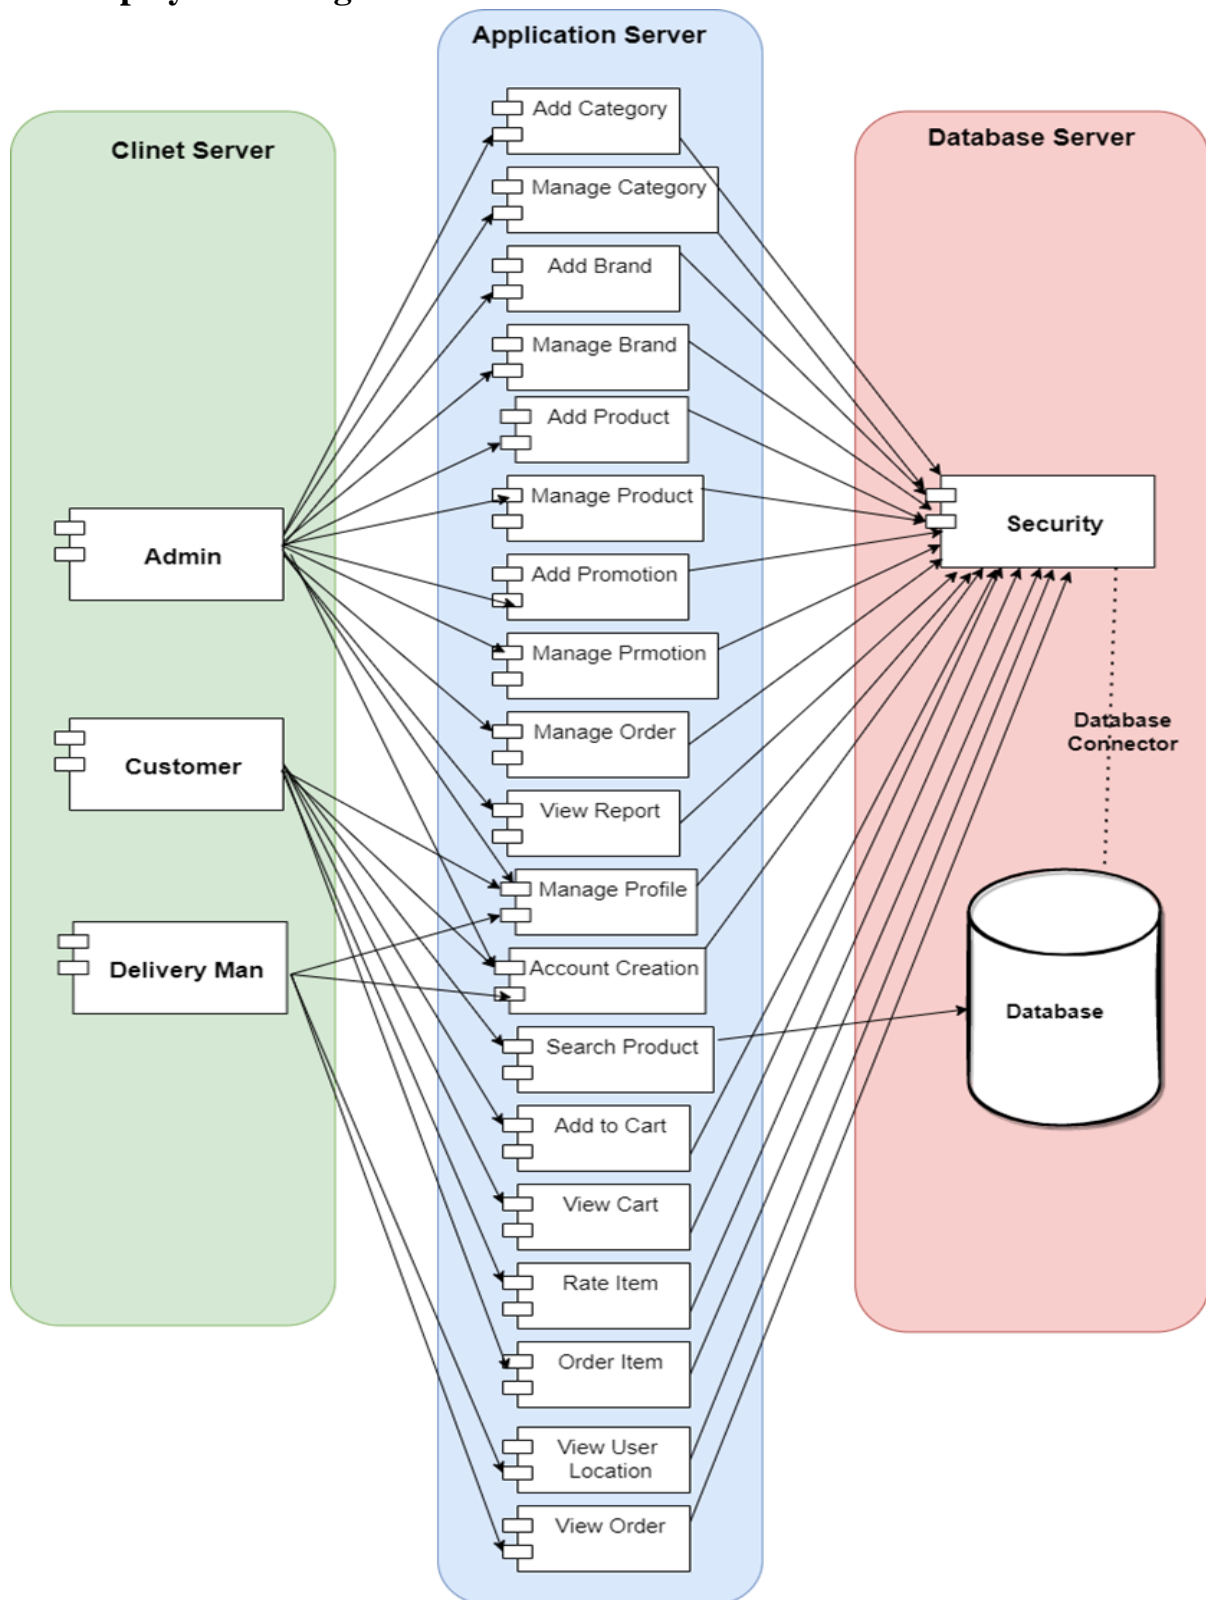 Application Server
Clinet Server
Database Server
Add Category
Manage Category
Add Brand
Manage Brand
Add Product
Manage Product
Add Promotion
Manage Prmotion
Manage Order
View Report
Manage Profile
Account Creation
Search Product
Add to Cart
View Cart
Rate Item
Order Item
View User
Location
View Order
Admin
Customer
Delivery Man
Security
Database
Connector
Database